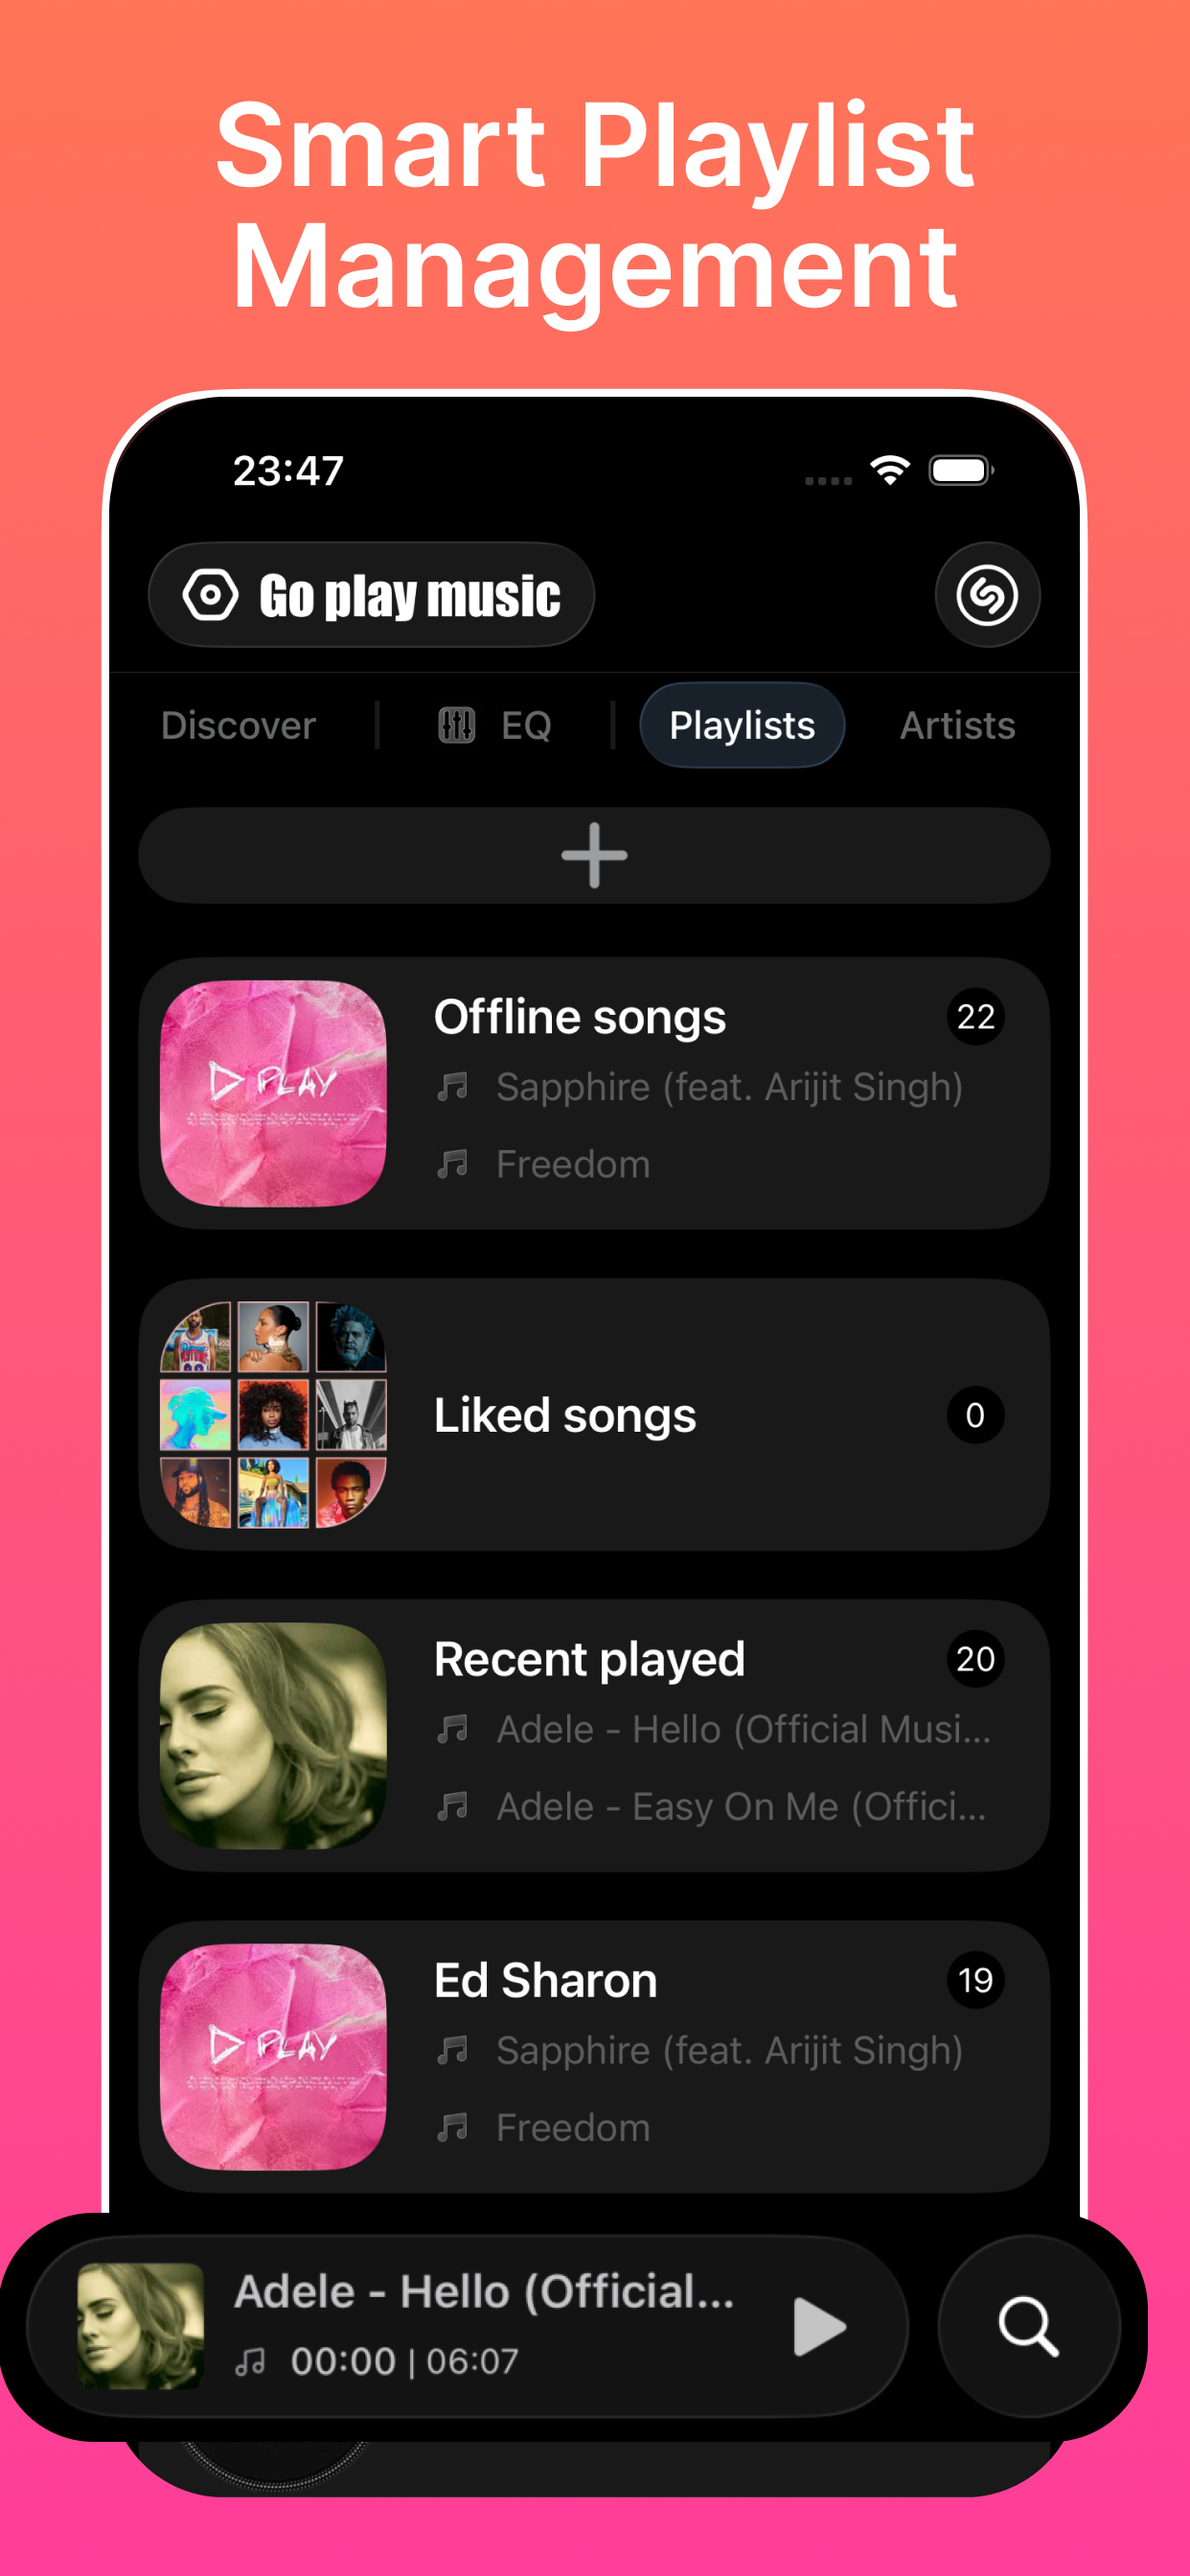 Smart Playlist
Management
23:47
Go play music
Discover
EQ
Playlists
Artists
Offline songs
22
PLAY
Sapphire (feat. Arijit Singh)
Freedom
Liked songs
0
Recent played
20
Adele - Hello (Official Musi...
Adele - Easy On Me (Offici...
Ed Sharon
19
PLAY
Sapphire (feat. Arijit Singh)
Freedom
Adele - Hello (Official...
00:00 | 06:07